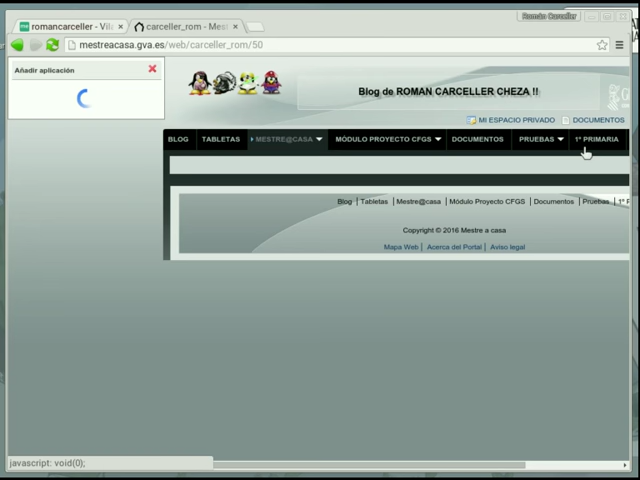 Román Carceller
romancarceller - Vil
carceller_rom - Mest
mestreacasa.gva.es/web/carceller_rom/50
Añadir aplicación
Blog de ROMAN CARCELLER CHEZA !!
MI ESPACIO PRIVADO
DOCUMENTOS
BLOG TABLETAS MESTRE@CASA MÓDULO PROYECTO CFGS DOCUMENTOS PRUEBAS 1º PRIMARIA
Blog | Tabletas | Mestre@casa | Módulo Proyecto CFGS | Documentos | Pruebas | 1º P
Copyright © 2016 Mestre a casa
Mapa Web | Acerca del Portal | Aviso legal
javascript: void(0);